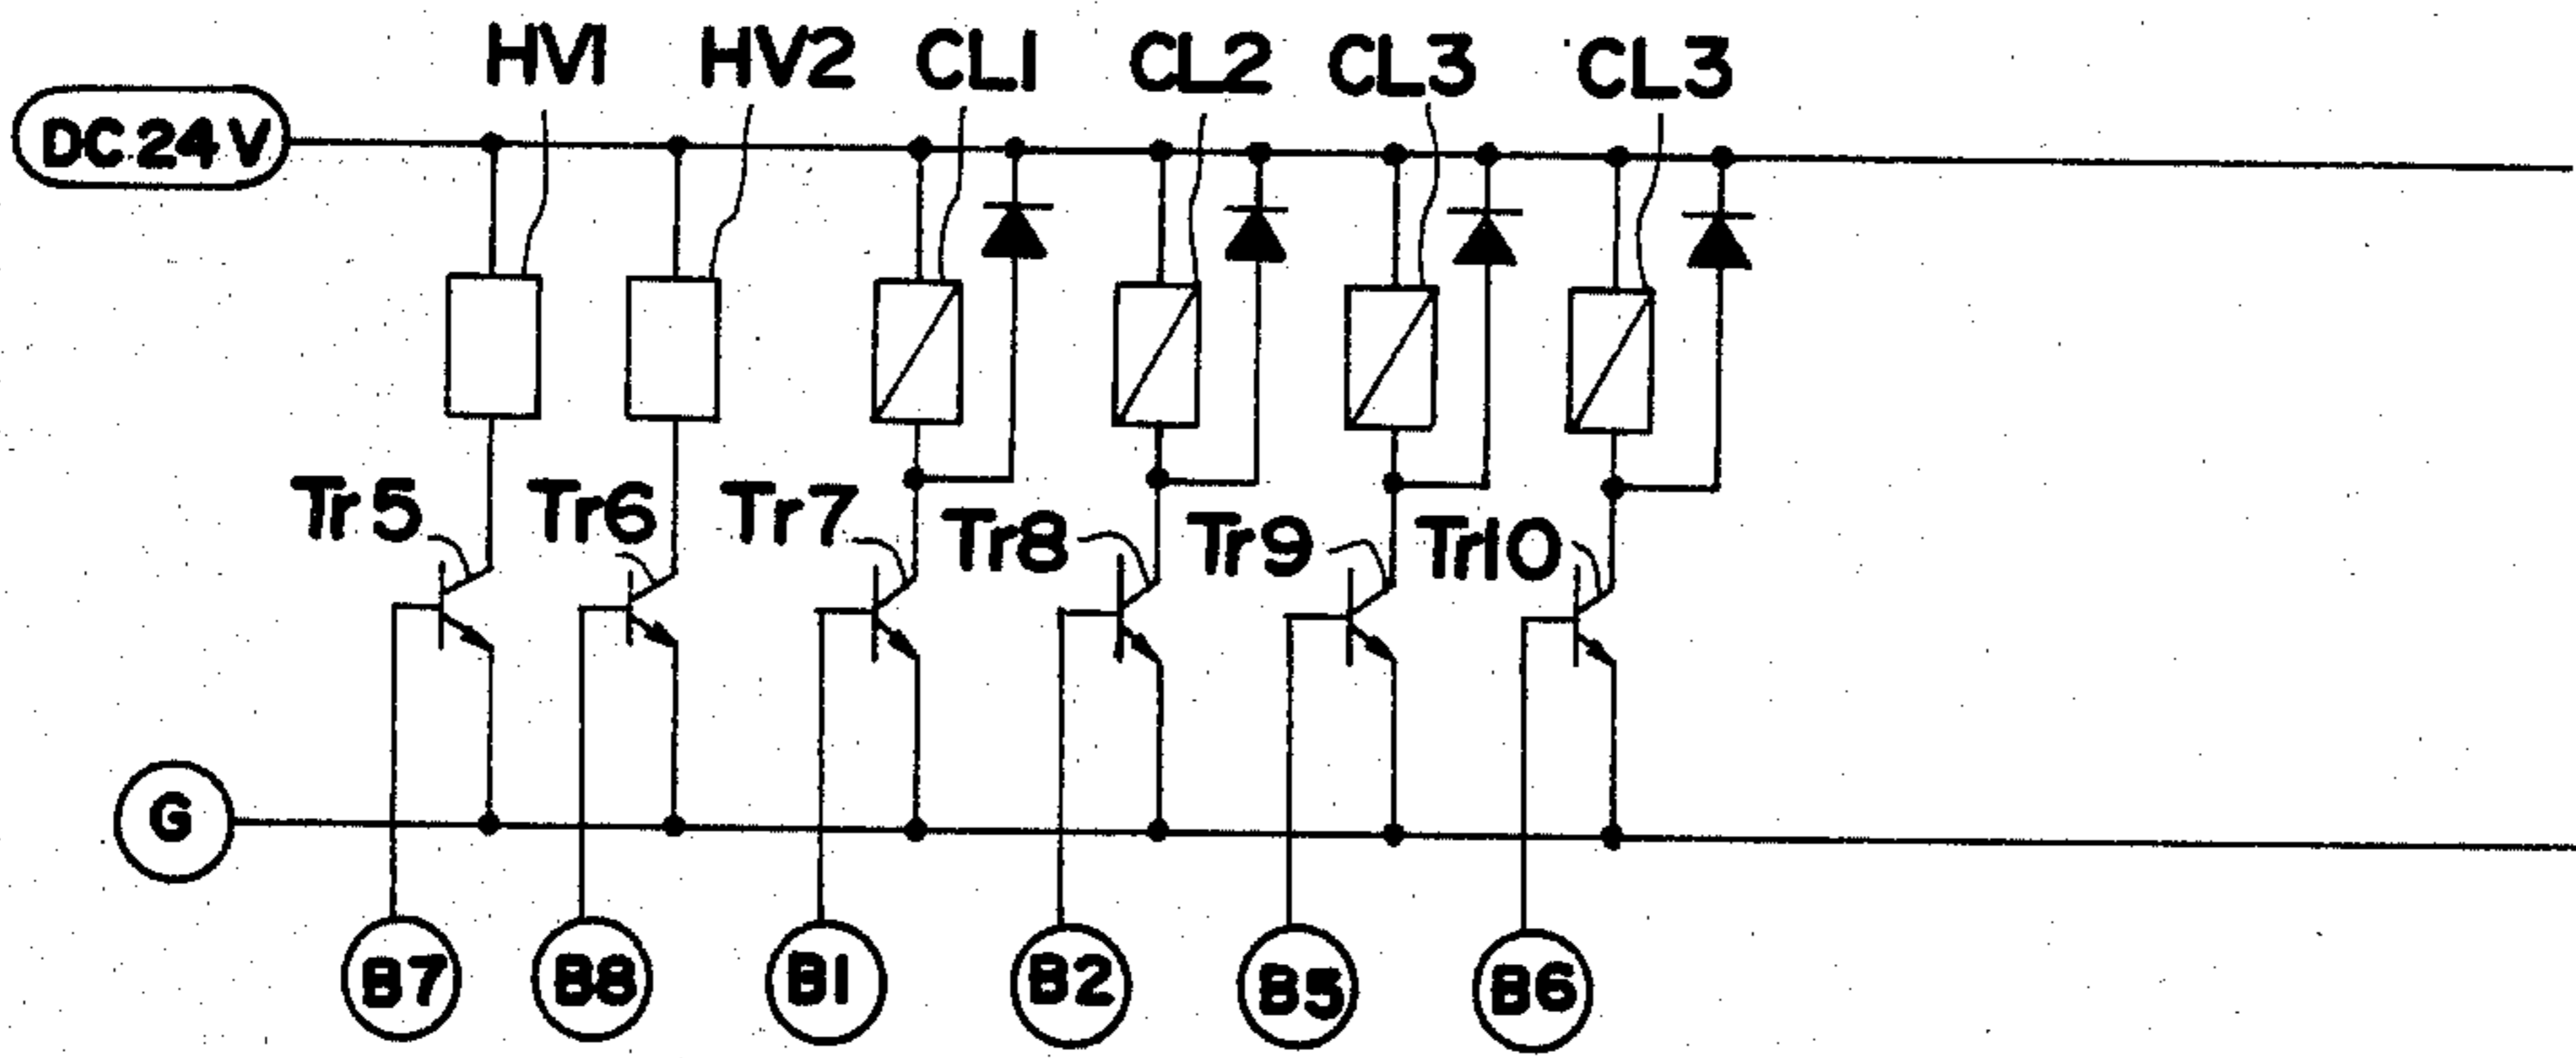 HV1 HV2 CL1 CL2 CL3 CL3
DC 24 V
Tr5 Tr6 Tr7 Tr8 Tr9 Tr10
G
B7 B8 B1 B2 B5 B6